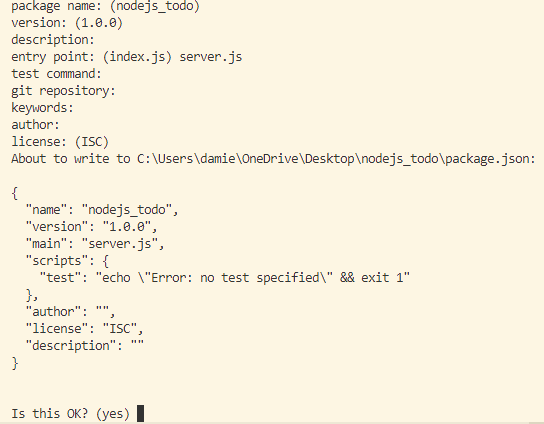 package name: (nodejs_todo)
version: (1.0.0)
description:
entry point: (index.js) server.js
test command:
git repository:
keywords:
author:
license: (ISC)
About to write to C:\Users\damie\OneDrive\Desktop\nodejs_todo\package.json:

{
  "name": "nodejs_todo",
  "version": "1.0.0",
  "main": "server.js",
  "scripts": {
    "test": "echo \"Error: no test specified\" && exit 1"
  },
  "author": "",
  "license": "ISC",
  "description": ""
}

Is this OK? (yes)